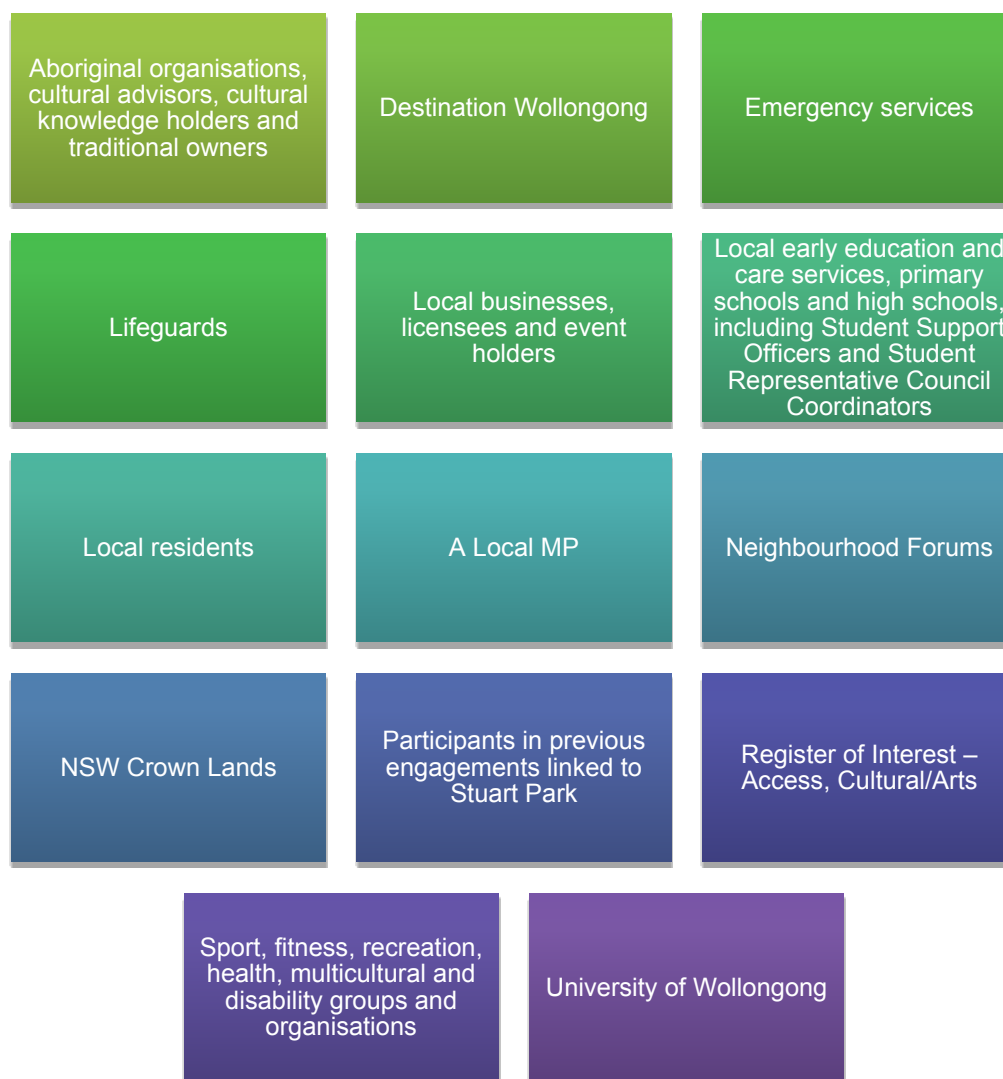 Aboriginal organisations,
cultural advisors, cultural
knowledge holders and
traditional owners
Destination Wollongong
Emergency services
Lifeguards
Local businesses,
licensees and event
holders
Local early education and
care services, primary
schools and high schools,
including Student Support
Officers and Student
Representative Council
Coordinators
Local residents
A Local MP
Neighbourhood Forums
NSW Crown Lands
Participants in previous
engagements linked to
Stuart Park
Register of Interest –
Access, Cultural/Arts
Sport, fitness, recreation,
health, multicultural and
disability groups and
organisations
University of Wollongong